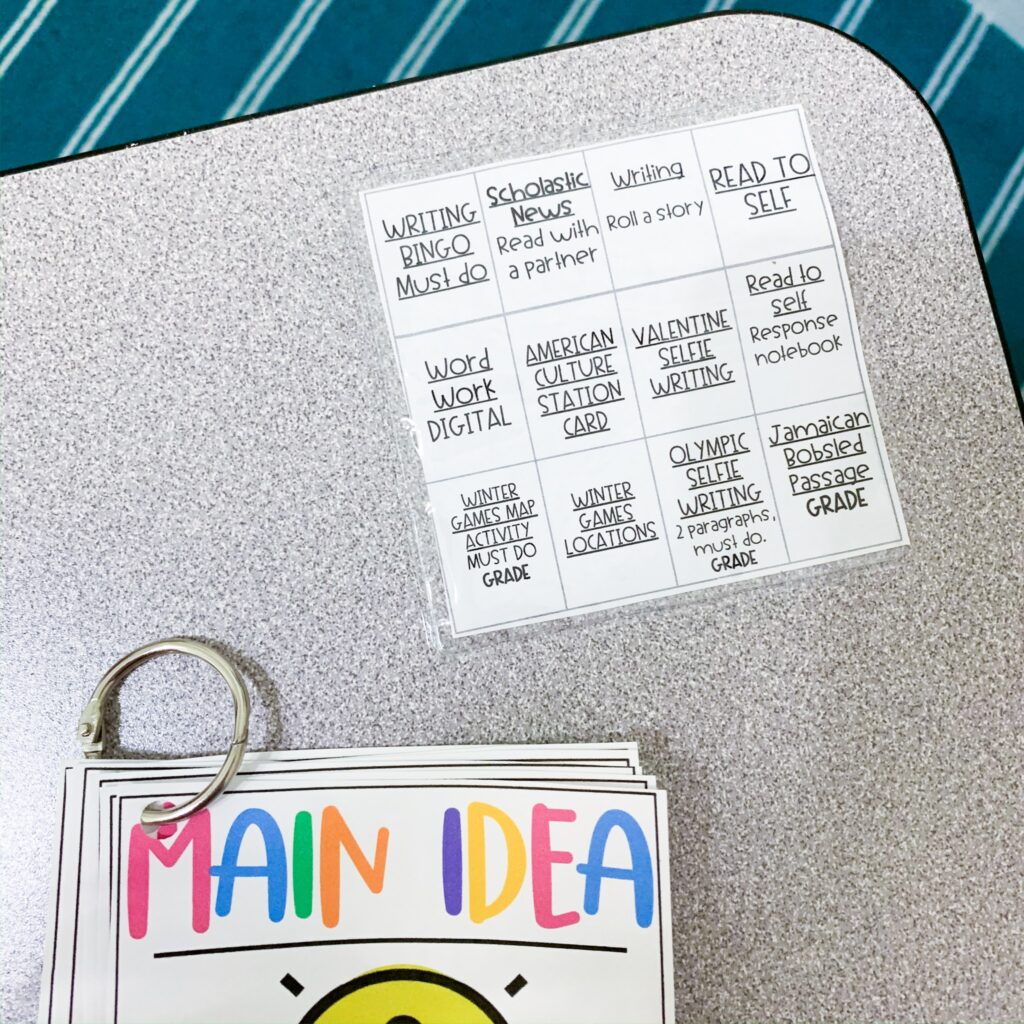 WRITING
BINGO
Must do
Scholastic
News
Read with
a partner
Writing
Roll a story
READ TO
SELF
Word
Work
DIGITAL
AMERICAN
CULTURE
STATION
CARD
VALENTINE
SELFIE
WRITING
Read to
self
Response
notebook
WINTER
GAMES MAP
ACTIVITY
MUST DO
GRADE
WINTER
GAMES
LOCATIONS
OLYMPIC
SELFIE
WRITING
2 paragraphs,
must do.
GRADE
Jamaican
Bobsled
Passage
GRADE
MAIN IDEA